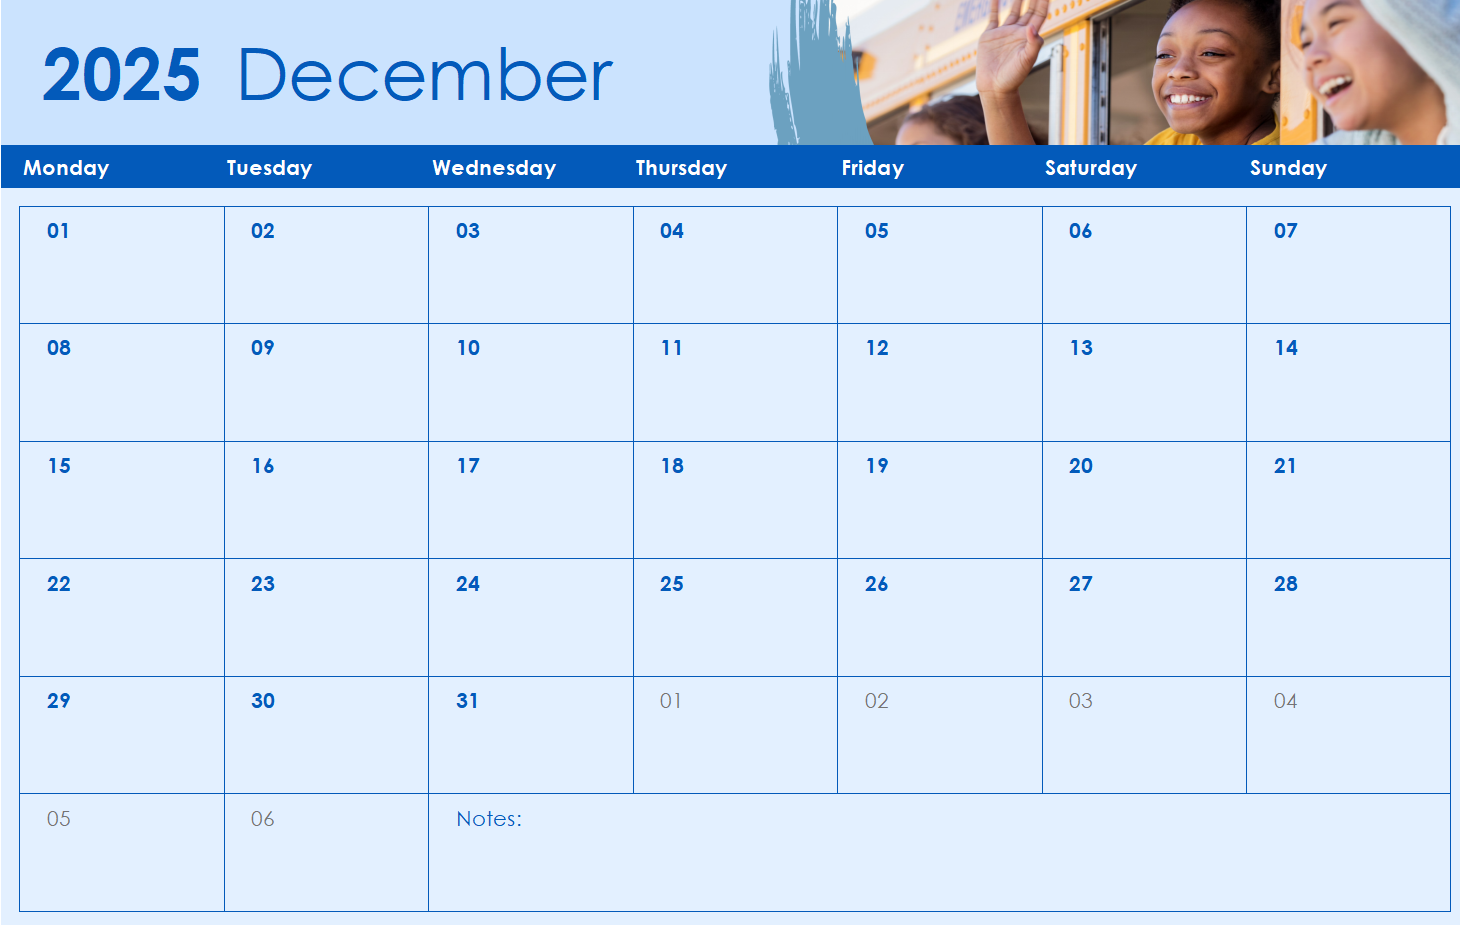 2025 December
Monday Tuesday Wednesday Thursday Friday Saturday Sunday
01 02 03 04 05 06 07
08 09 10 11 12 13 14
15 16 17 18 19 20 21
22 23 24 25 26 27 28
29 30 31 01 02 03 04
05 06 Notes: